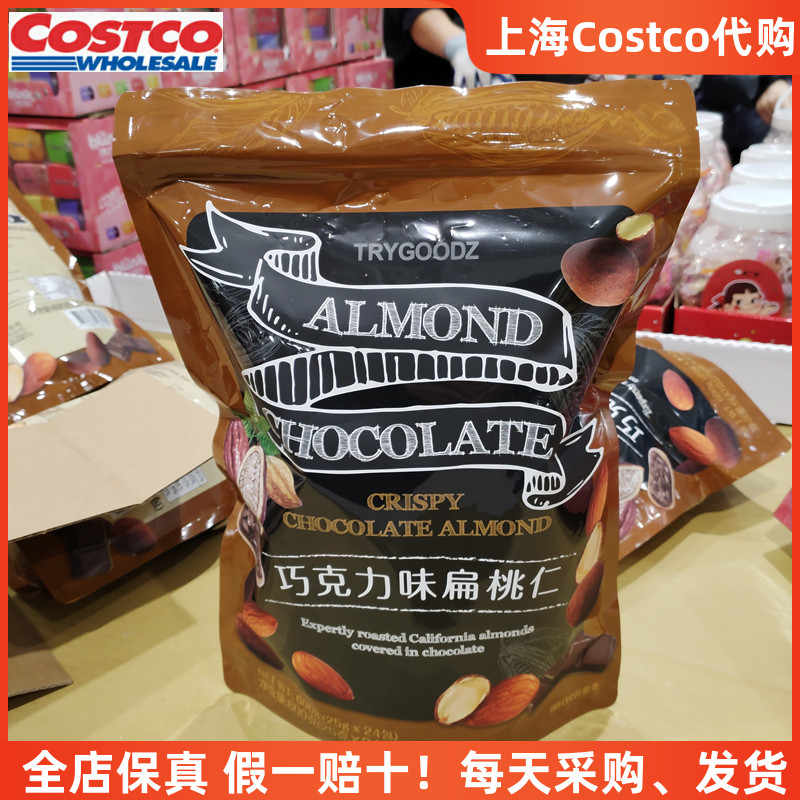 COSTCO
WHOLESALE
上海Costco代购
TRYGOODZ
ALMOND
CHOCOLATE
CRISPY
CHOCOLATE ALMOND
巧克力味扁桃仁
Expertly roasted California almonds
covered in chocolate
全店保真 假一赔十！每天采购、发货